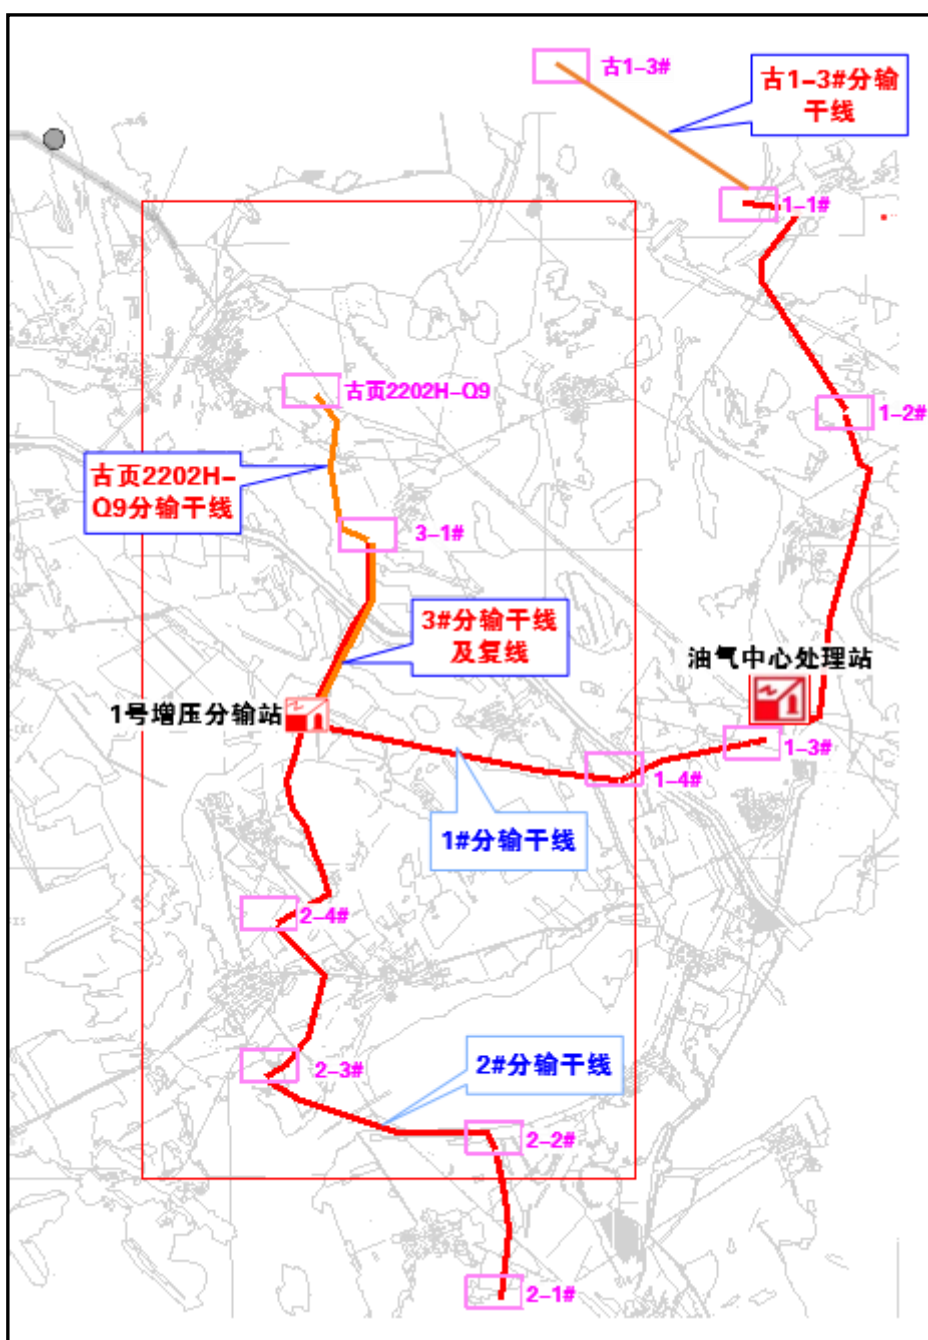 古1-3#
古1-3#分输
干线
1-1#
古页2202H-Q9
1-2#
古页2202H-
Q9分输干线
3-1#
3#分输干线
及复线
油气中心处理站
1号增压分输站
1-3#
1-4#
1#分输干线
2-4#
2#分输干线
2-3#
2-2#
2-1#